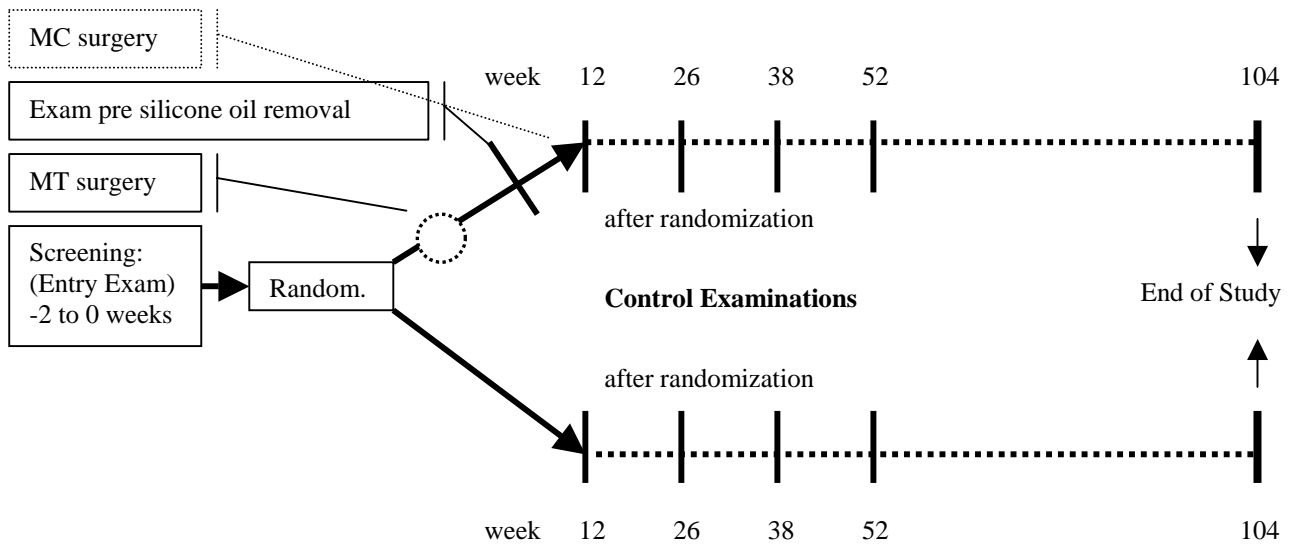 MC surgery
week 12 26 38 52 104
Exam pre silicone oil removal
MT surgery
after randomization
Screening:
(Entry Exam)
-2 to 0 weeks
Random.
Control Examinations
End of Study
after randomization
week 12 26 38 52 104